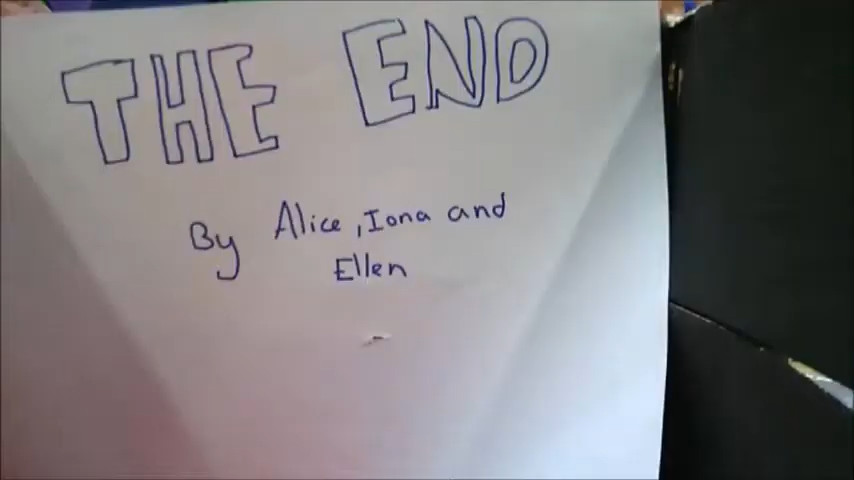 THE END
By Alice, Iona and
Ellen